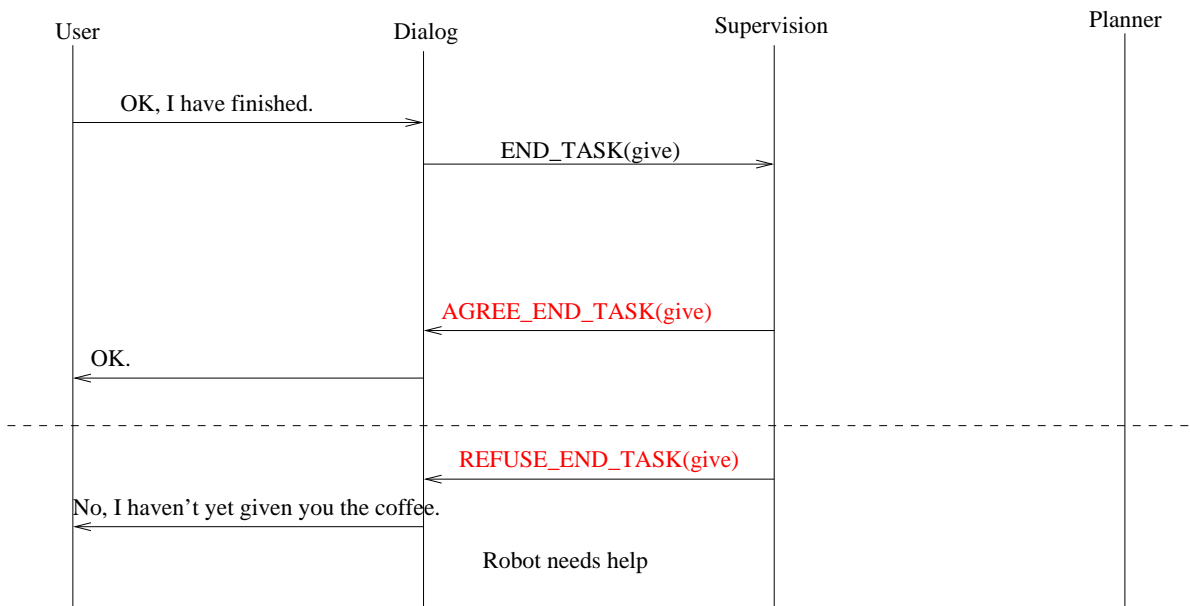 User
Dialog
Supervision
Planner
OK, I have finished.
END_TASK(give)
AGREE_END_TASK(give)
OK.
REFUSE_END_TASK(give)
No, I haven’t yet given you the coffee.
Robot needs help